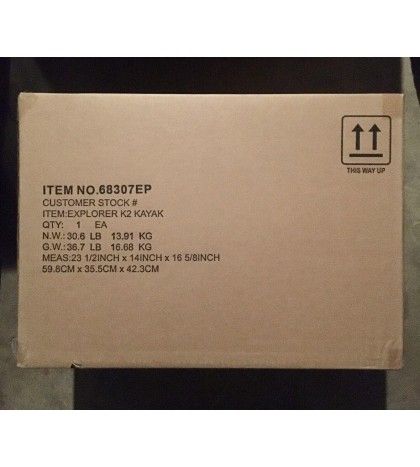 THIS WAY UP
ITEM NO.68307EP
CUSTOMER STOCK #
ITEM:EXPLORER K2 KAYAK
QTY: 1 EA
N.W.: 30.6 LB 13.91 KG
G.W.: 36.7 LB 16.68 KG
MEAS:23 1/2INCH x 14INCH x 16 5/8INCH
59.8CM x 35.5CM x 42.3CM